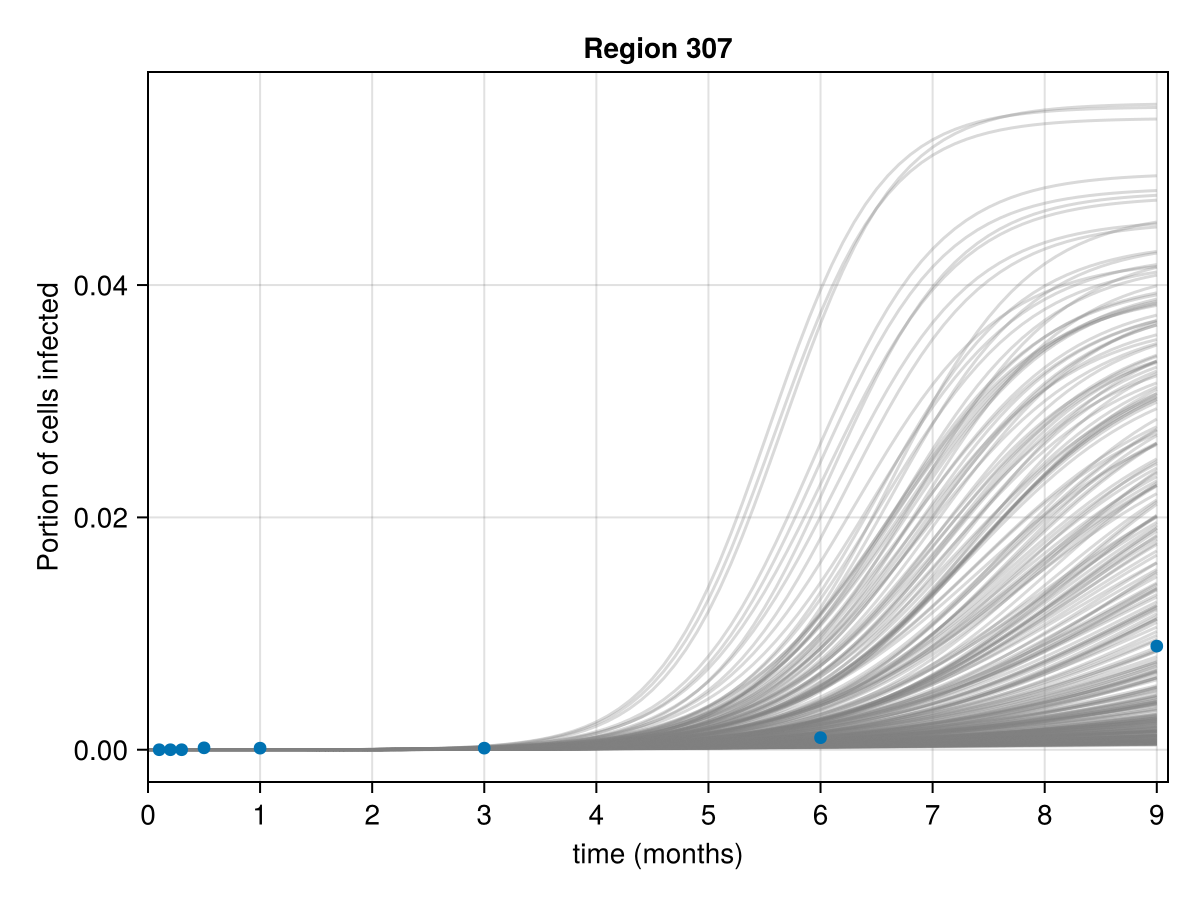 Region 307
Portion of cells infected
0.04
0.02
0.00
0 1 2 3 4 5 6 7 8 9
time (months)